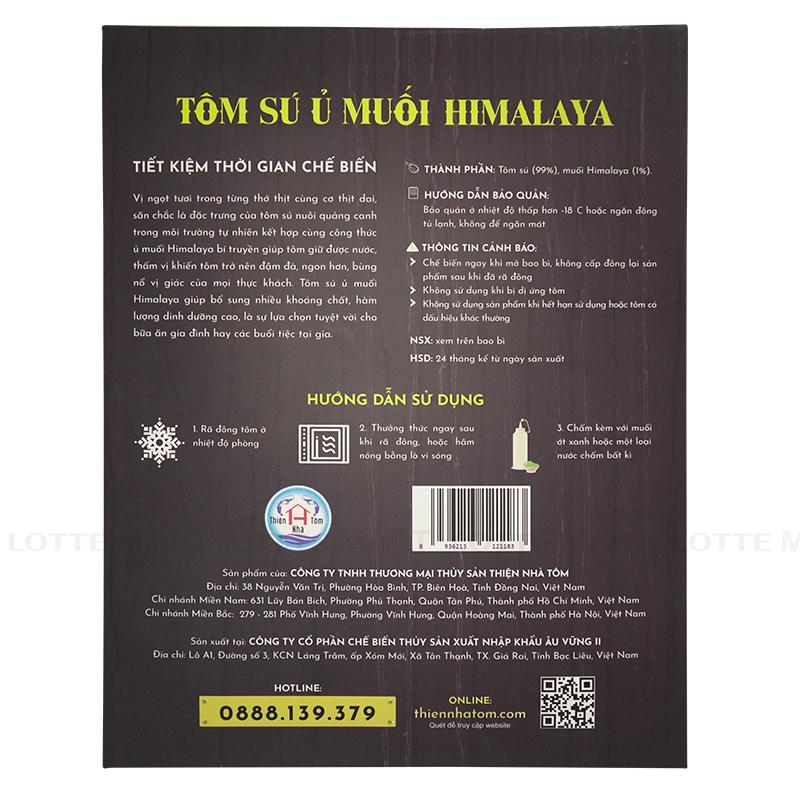 TÔM SÚ Ủ MUỐI HIMALAYA
TIẾT KIỆM THỜI GIAN CHẾ BIẾN
Vị ngọt tươi trong từng thớ thịt cùng cơ thịt dai,
săn chắc là đặc trưng của tôm sú nuôi quảng canh
trong môi trường tự nhiên kết hợp cùng công thức
ủ muối Himalaya bí truyền giúp tôm giữ được nước,
thấm vị khiến tôm trở nên đậm đà, ngon hơn, bùng
nổ vị giác của mọi thực khách. Tôm sú ủ muối
Himalaya giúp bổ sung nhiều khoáng chất, hàm
lượng dinh dưỡng cao, là sự lựa chọn tuyệt vời cho
bữa ăn gia đình hay các buổi tiệc tại gia.
THÀNH PHẦN: Tôm sú (99%), muối Himalaya (1%).
HƯỚNG DẪN BẢO QUẢN:
Bảo quản ở nhiệt độ thấp hơn -18 C hoặc ngăn đông
tủ lạnh, không để ngăn mát
THÔNG TIN CẢNH BÁO:
Chế biến ngay khi mở bao bì, không cấp đông lại sản
phẩm sau khi đã rã đông
Không sử dụng khi bị dị ứng tôm
Không sử dụng sản phẩm khi hết hạn sử dụng hoặc tôm có
dấu hiệu khác thường
NSX: xem trên bao bì
HSD: 24 tháng kể từ ngày sản xuất
HƯỚNG DẪN SỬ DỤNG
1. Rã đông tôm ở
nhiệt độ phòng
2. Thưởng thức ngay sau
khi rã đông, hoặc hâm
nóng bằng lò vi sóng
3. Chấm kèm với muối
ớt xanh hoặc một loại
nước chấm bất kì
Thiên Nhà Tôm
8 936213 121183
LOTTE M
LOTTE M
Sản phẩm của: CÔNG TY TNHH THƯƠNG MẠI THỦY SẢN THIÊN NHÀ TÔM
Địa chỉ: 38 Nguyễn Văn Trị, Phường Hòa Bình, TP. Biên Hoà, Tỉnh Đồng Nai, Việt Nam
Chi nhánh Miền Nam: 631 Lũy Bán Bích, Phường Phú Thạnh, Quận Tân Phú, Thành phố Hồ Chí Minh, Việt Nam
Chi nhánh Miền Bắc: 279 - 281 Phố Vĩnh Hưng, Phường Vĩnh Hưng, Quận Hoàng Mai, Thành phố Hà Nội, Việt Nam
Sản xuất tại: CÔNG TY CỔ PHẦN CHẾ BIẾN THỦY SẢN XUẤT NHẬP KHẨU ÂU VỮNG II
Địa chỉ: Lô A1, Đường số 3, KCN Láng Trâm, ấp Xóm Mới, Xã Tân Thạnh, TX. Giá Rai, Tỉnh Bạc Liêu, Việt Nam
HOTLINE:
0888.139.379
ONLINE:
thiennhatom.com
Quét để truy cập website